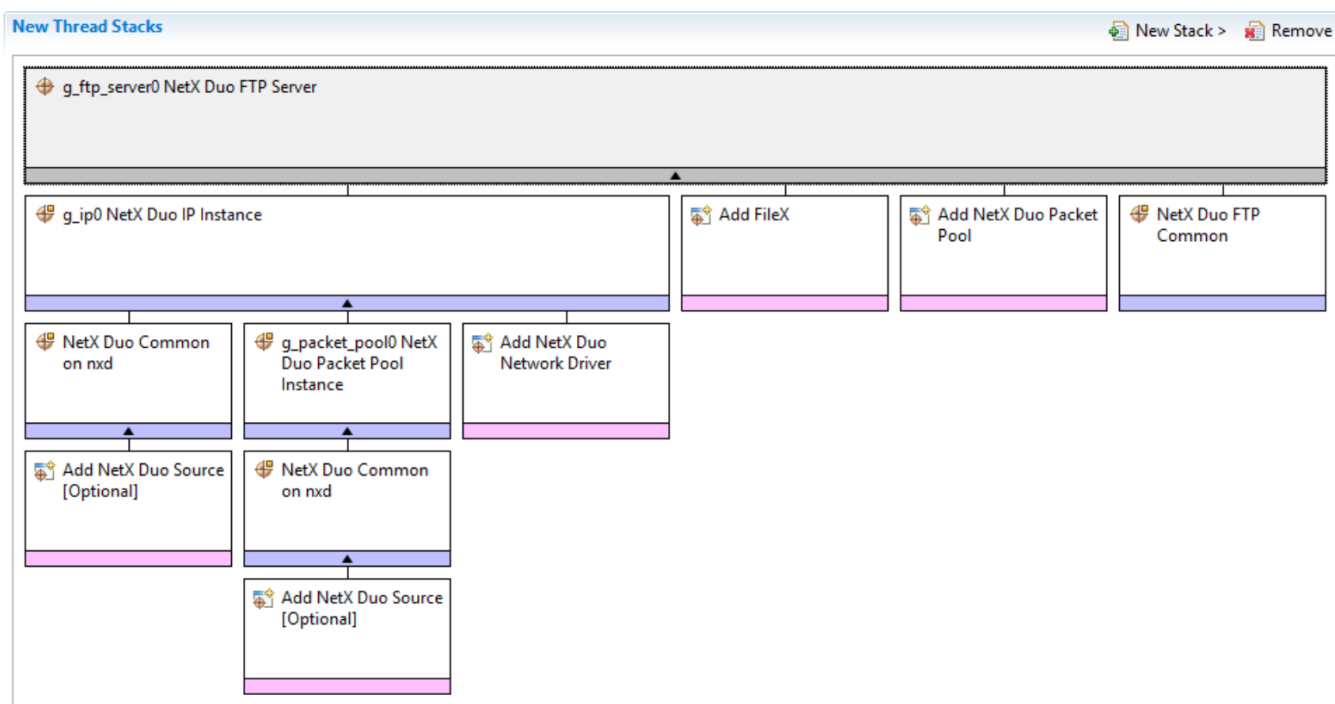 New Thread Stacks
New Stack >
Remove
g_ftp_server0 NetX Duo FTP Server
g_ip0 NetX Duo IP Instance
Add FileX
Add NetX Duo Packet
Pool
NetX Duo FTP
Common
NetX Duo Common
on nxd
g_packet_pool0 NetX
Duo Packet Pool
Instance
Add NetX Duo
Network Driver
Add NetX Duo Source
[Optional]
NetX Duo Common
on nxd
Add NetX Duo Source
[Optional]